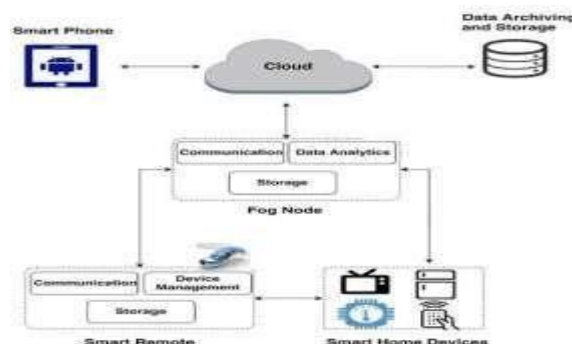 Smart Phone
Data Archiving
and Storage
Cloud
Communication
Data Analytics
Storage
Fog Node
Communication
Device
Management
Storage
Smart Remote
Smart Home Devices